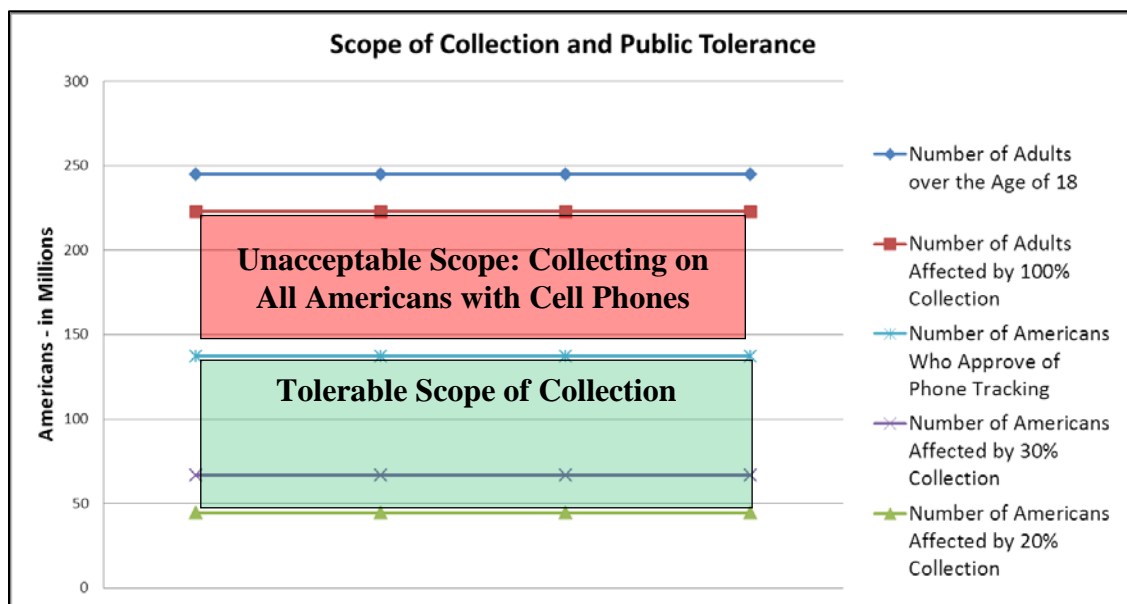 Scope of Collection and Public Tolerance
300
250
200
150
100
50
0
Americans - in Millions
Unacceptable Scope: Collecting on
All Americans with Cell Phones
Tolerable Scope of Collection
Number of Adults
over the Age of 18
Number of Adults
Affected by 100%
Collection
Number of Americans
Who Approve of
Phone Tracking
Number of Americans
Affected by 30%
Collection
Number of Americans
Affected by 20%
Collection